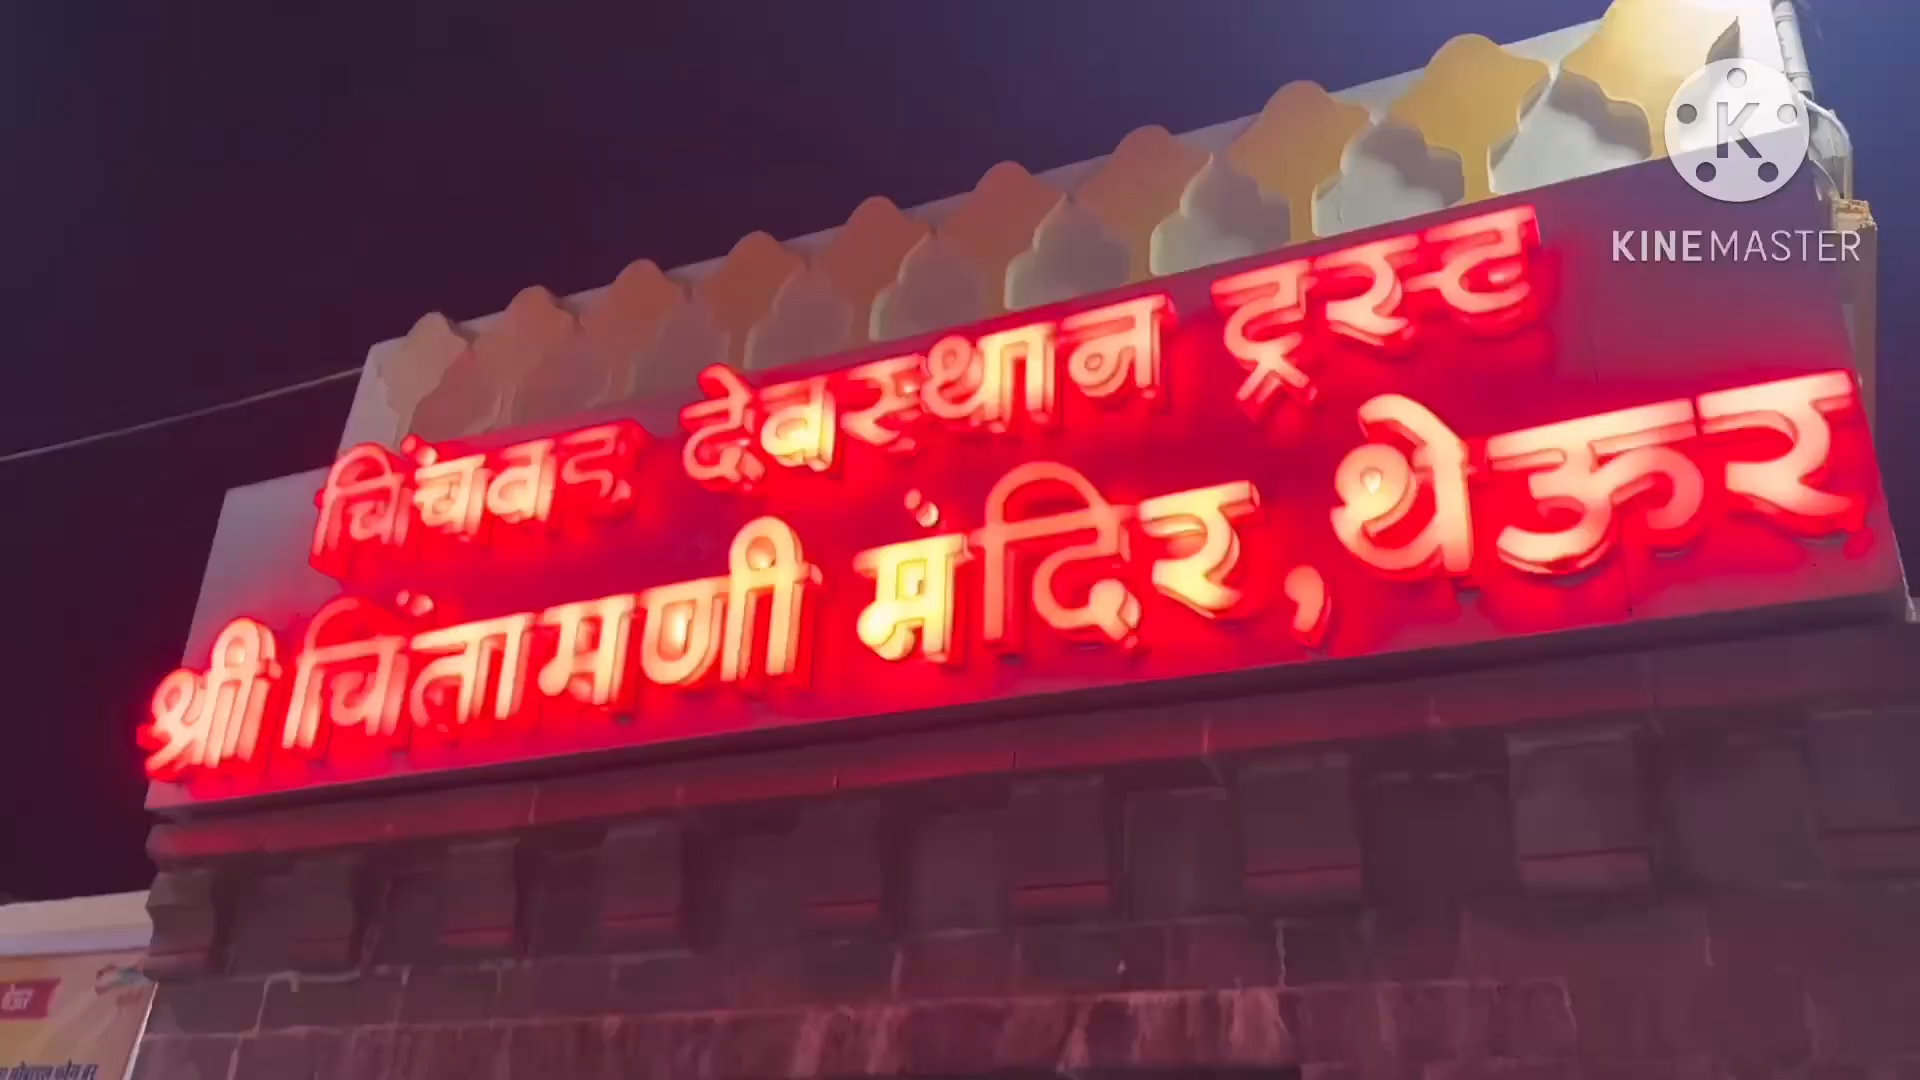 चिंचवड देवस्थान ट्रस्ट
श्री चिंतामणी मंदिर, थेऊर
K
KINEMASTER